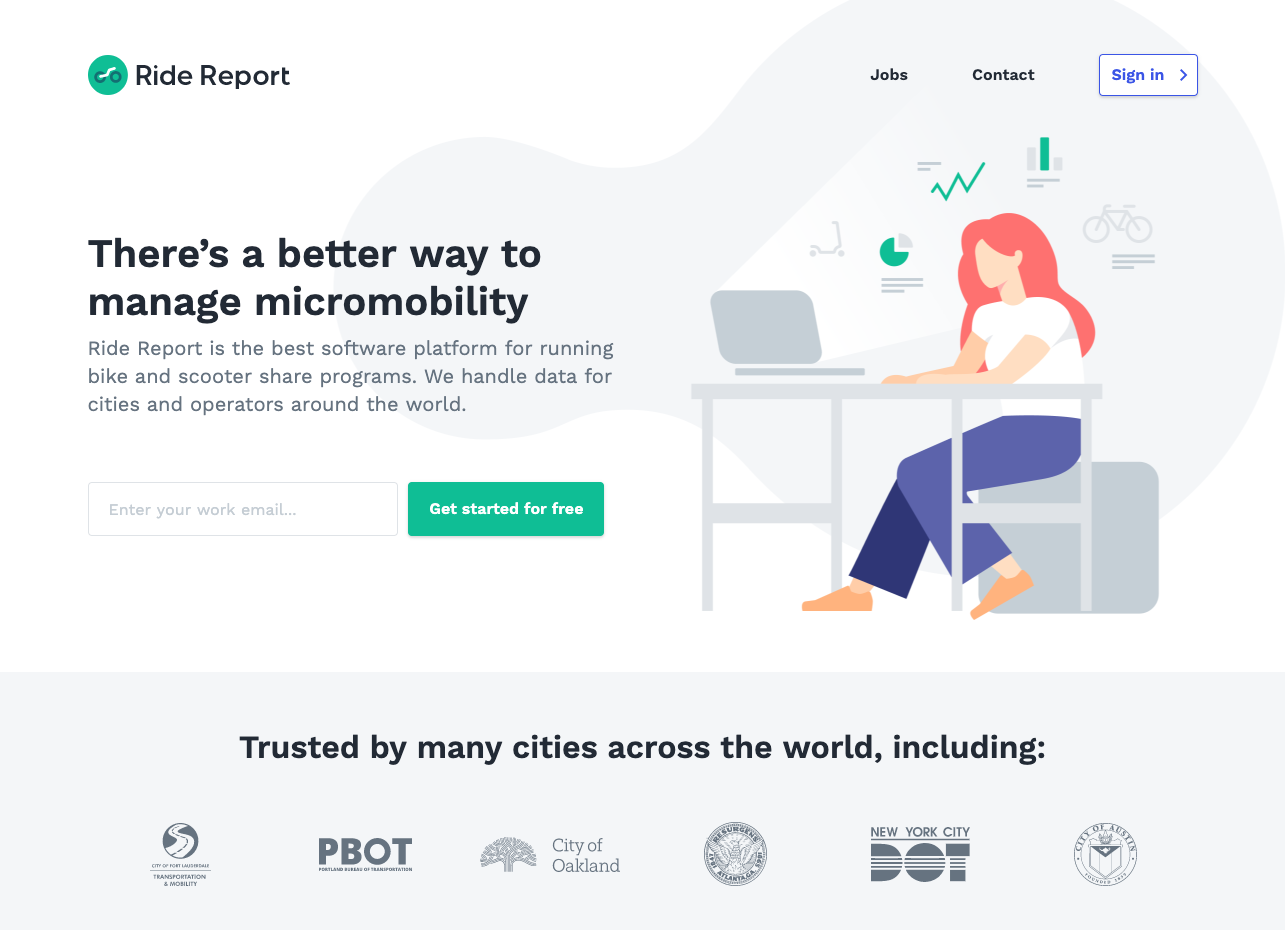 Ride Report
Jobs
Contact
Sign in
There’s a better way to
manage micromobility
Ride Report is the best software platform for running
bike and scooter share programs. We handle data for
cities and operators around the world.
Enter your work email...
Get started for free
Trusted by many cities across the world, including:
CITY OF FORT LAUDERDALE
TRANSPORTATION
& MOBILITY
PBOT
PORTLAND BUREAU OF TRANSPORTATION
City of
Oakland
RESURGENS
1847 ATLANTA, GA. 1865
NEW YORK CITY
DOT
CITY OF AUSTIN
FOUNDED 1839